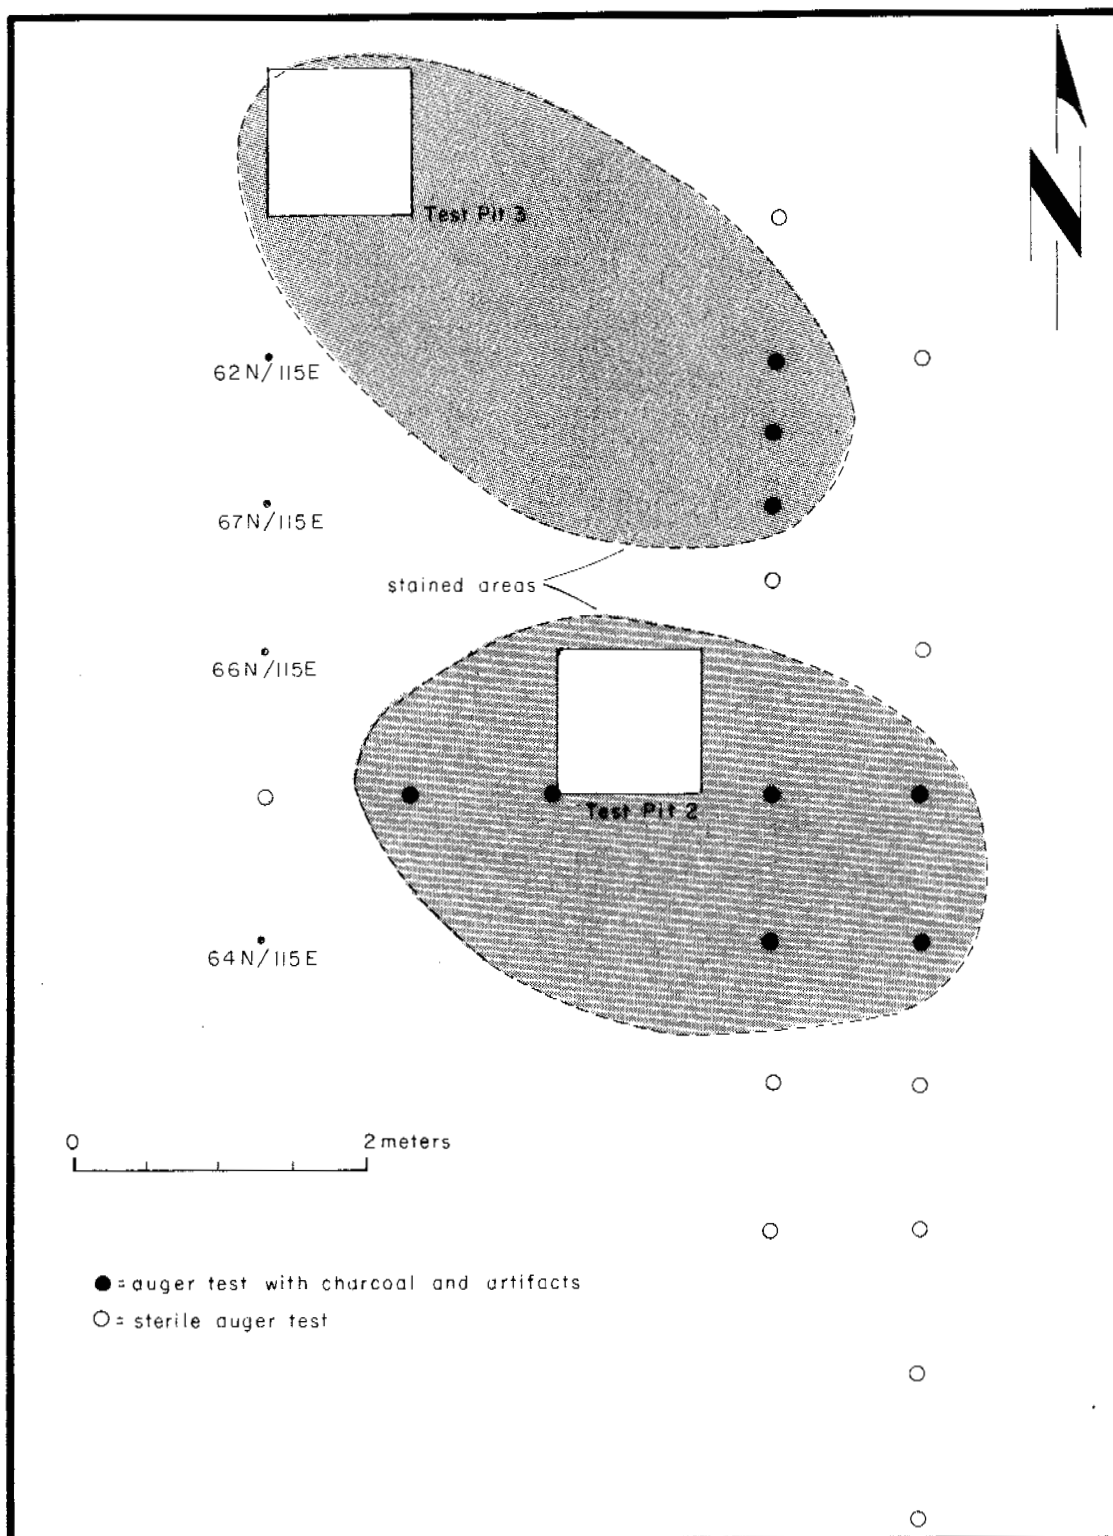 N
Test Pit 3
62N/115E
67N/115E
stained areas
66N/115E
Test Pit 2
64N/115E
0 2 meters
= auger test with charcoal and artifacts
= sterile auger test